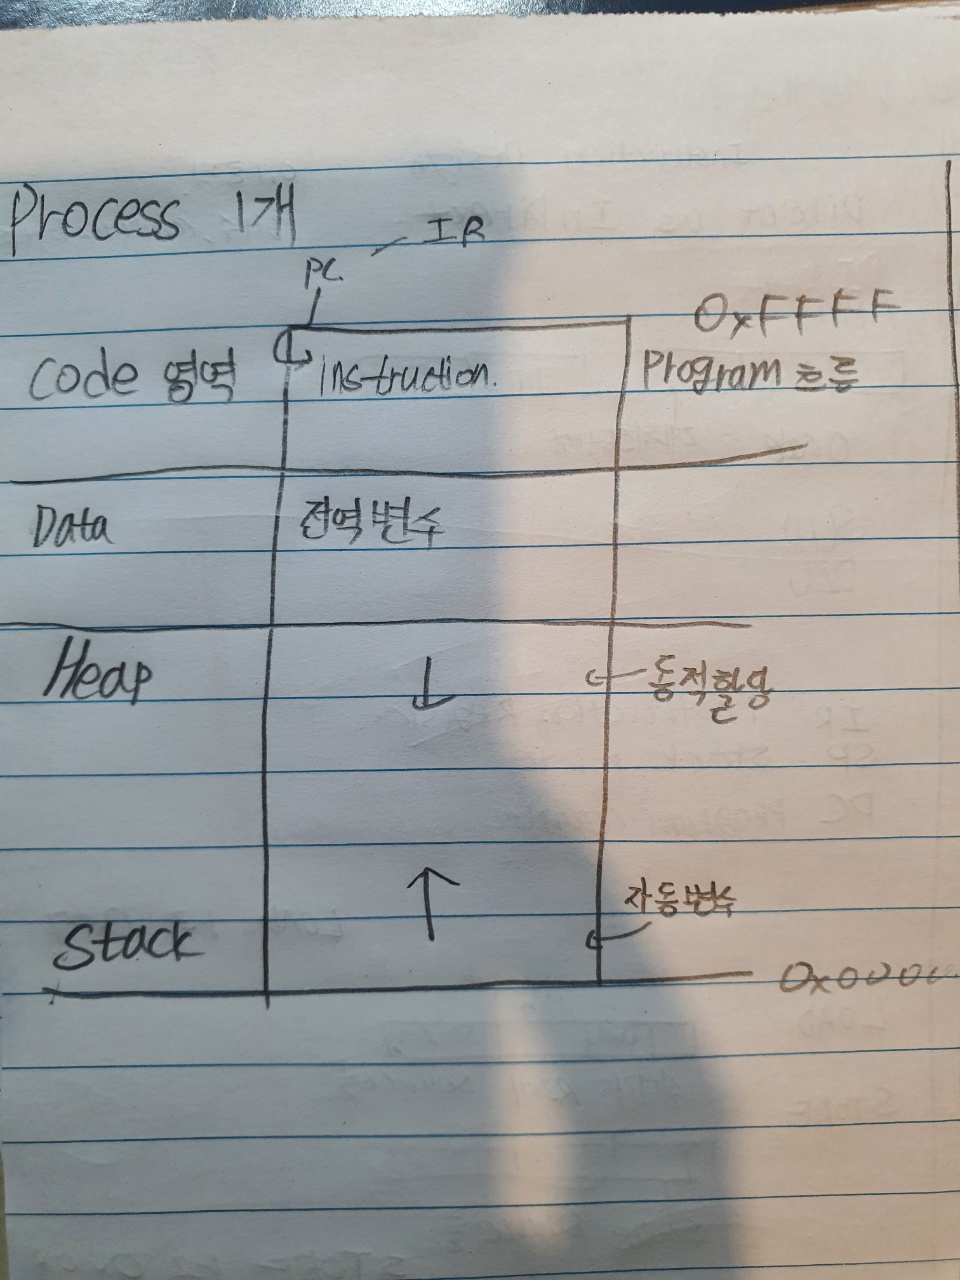 Process 1개
IR
PC.
0xFFFF
Code 영역
Instruction.
Program 흐름
Data
전역변수
Heap
동적할당
자동변수
Stack
0x0000